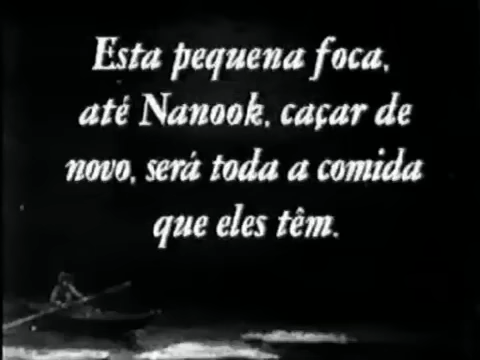 Esta pequena foca,
até Nanook, caçar de
novo, será toda a comida
que eles têm.